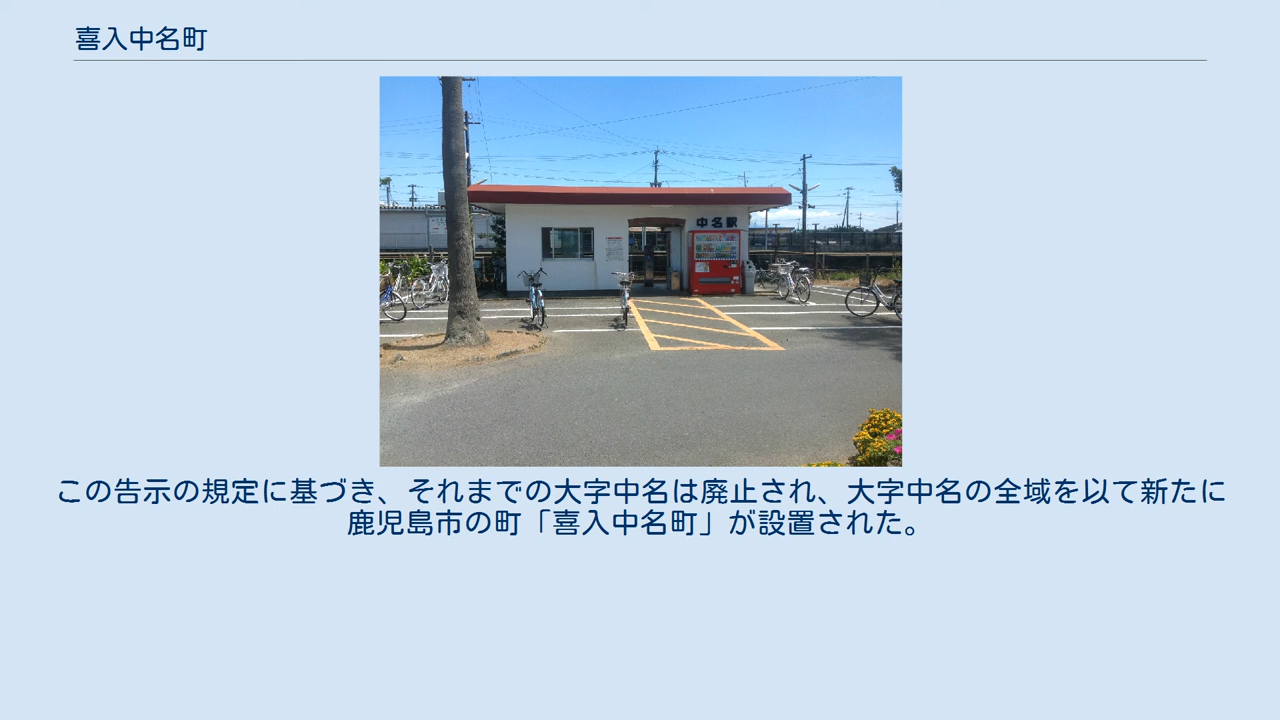 喜入中名町
中名駅
この告示の規定に基づき、それまでの大字中名は廃止され、大字中名の全域を以て新たに
鹿児島市の町「喜入中名町」が設置された。